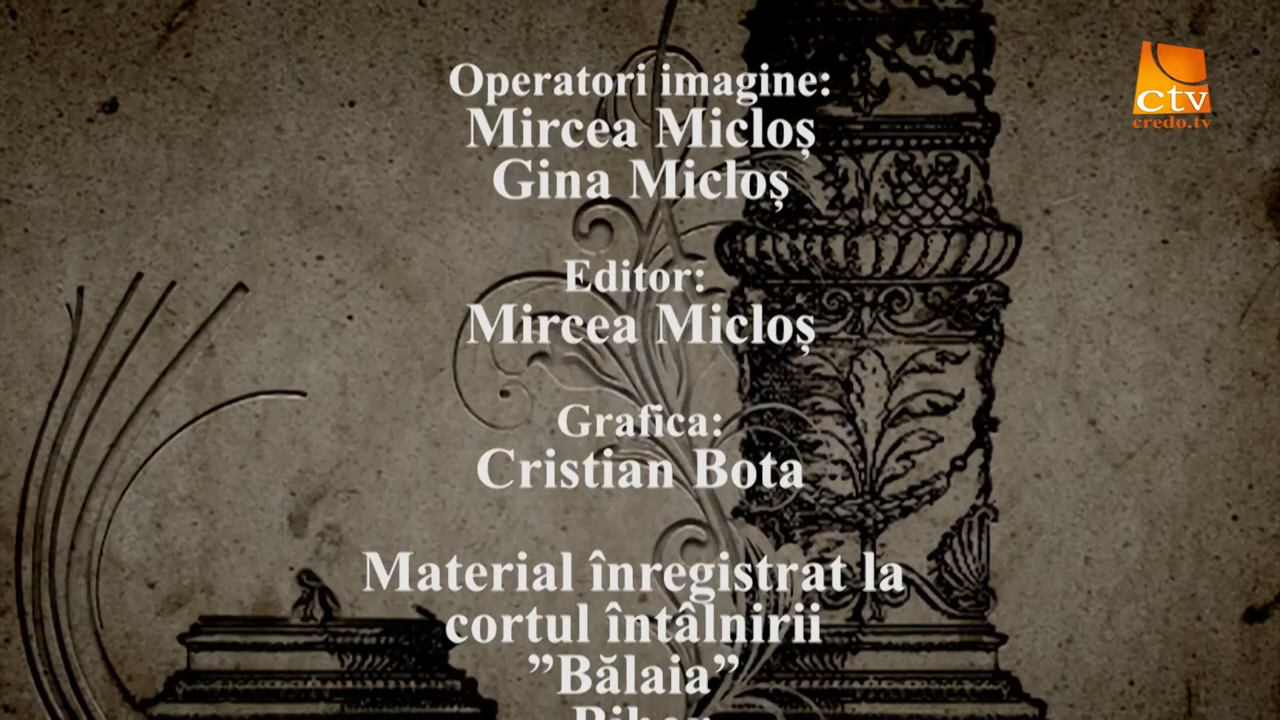 Operatori imagine:
Mircea Micloș
Gina Micloș
Editor:
Mircea Micloș
Grafica:
Cristian Bota
Material înregistrat la
cortul întâlnirii
”Bălaia”
ctv
credo.tv